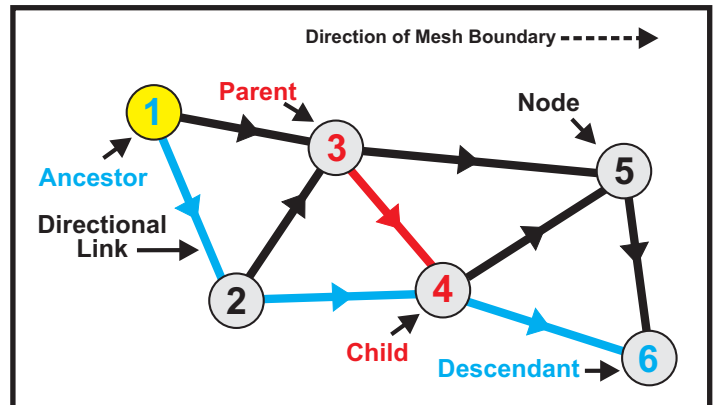 Direction of Mesh Boundary
Parent
Node
1
3
5
Ancestor
Directional
Link
2
4
Child
Descendant
6